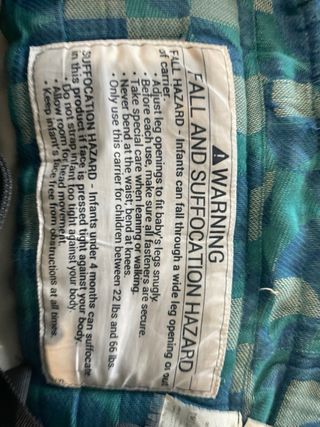 ⚠WARNING
FALL AND SUFFOCATION HAZARD
FALL HAZARD - Infants can fall through a wide leg opening or out
of carrier.
• Adjust leg openings to fit baby's legs snugly.
• Before each use, make sure all fasteners are secure.
• Take special care when leaning or walking.
• Never bend at the waist; bend at knees.
• Only use this carrier for children between 22 lbs and 66 lbs.
SUFFOCATION HAZARD - Infants under 4 months can suffocate
in this product if face is pressed tight against your body.
• Do not strap infant too tight against your body.
• Allow room for head movement.
• Keep infant's face free from obstructions at all times.